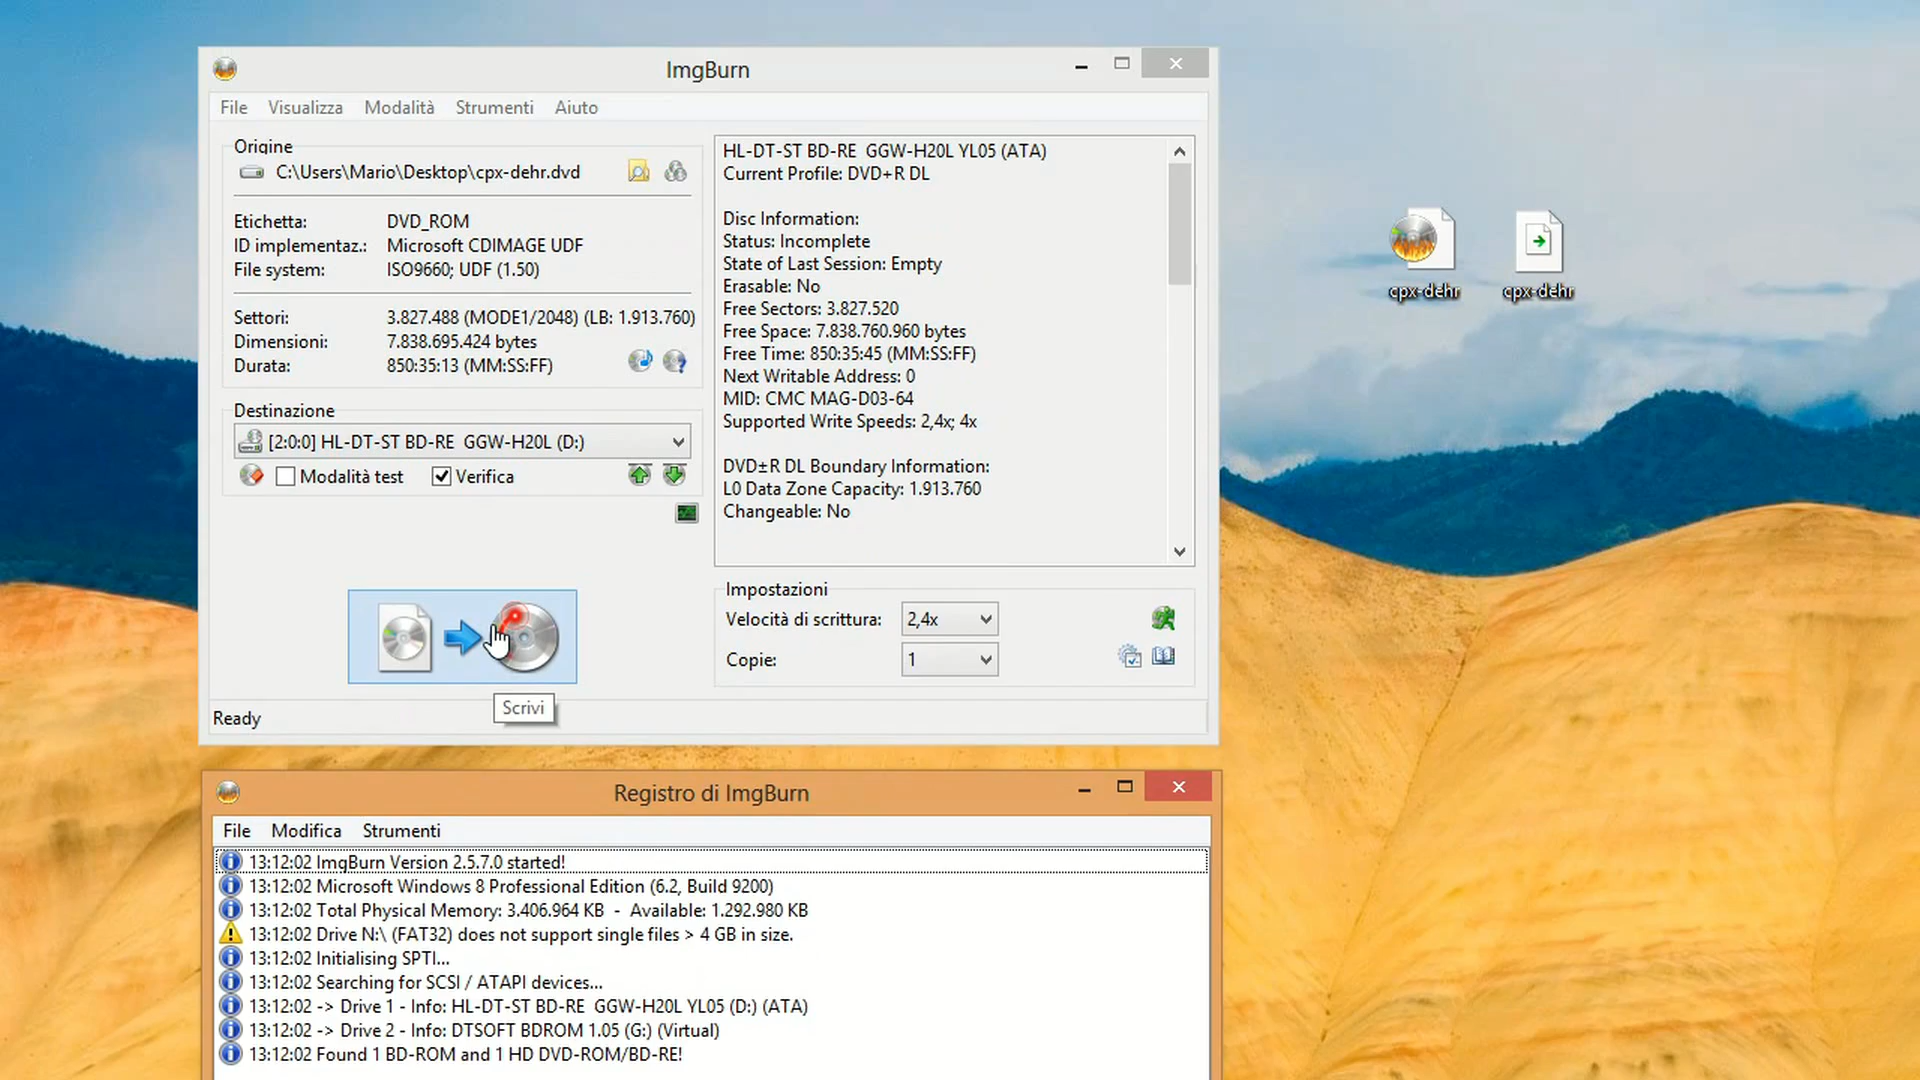 ImgBurn
File Visualizza Modalità Strumenti Aiuto
Origine
C:\Users\Mario\Desktop\cpx-dehr.dvd
Etichetta: DVD_ROM
ID implementaz.: Microsoft CDIMAGE UDF
File system: ISO9660; UDF (1.50)
Settori: 3.827.488 (MODE1/2048) (LB: 1.913.760)
Dimensioni: 7.838.695.424 bytes
Durata: 850:35:13 (MM:SS:FF)
Destinazione
[2:0:0] HL-DT-ST BD-RE GGW-H20L (D:)
Modalità test Verifica
Scrivi
Ready
HL-DT-ST BD-RE GGW-H20L YL05 (ATA)
Current Profile: DVD+R DL
Disc Information:
Status: Incomplete
State of Last Session: Empty
Erasable: No
Free Sectors: 3.827.520
Free Space: 7.838.760.960 bytes
Free Time: 850:35:45 (MM:SS:FF)
Next Writable Address: 0
MID: CMC MAG-D03-64
Supported Write Speeds: 2,4x; 4x
DVD±R DL Boundary Information:
L0 Data Zone Capacity: 1.913.760
Changeable: No
Impostazioni
Velocità di scrittura: 2,4x
Copie: 1
cpx-dehr cpx-dehr
Registro di ImgBurn
File Modifica Strumenti
13:12:02 ImgBurn Version 2.5.7.0 started!
13:12:02 Microsoft Windows 8 Professional Edition (6.2, Build 9200)
13:12:02 Total Physical Memory: 3.406.964 KB - Available: 1.292.980 KB
13:12:02 Drive N:\ (FAT32) does not support single files > 4 GB in size.
13:12:02 Initialising SPTI...
13:12:02 Searching for SCSI / ATAPI devices...
13:12:02 -> Drive 1 - Info: HL-DT-ST BD-RE GGW-H20L YL05 (D:) (ATA)
13:12:02 -> Drive 2 - Info: DTSOFT BDROM 1.05 (G:) (Virtual)
13:12:02 Found 1 BD-ROM and 1 HD DVD-ROM/BD-RE!